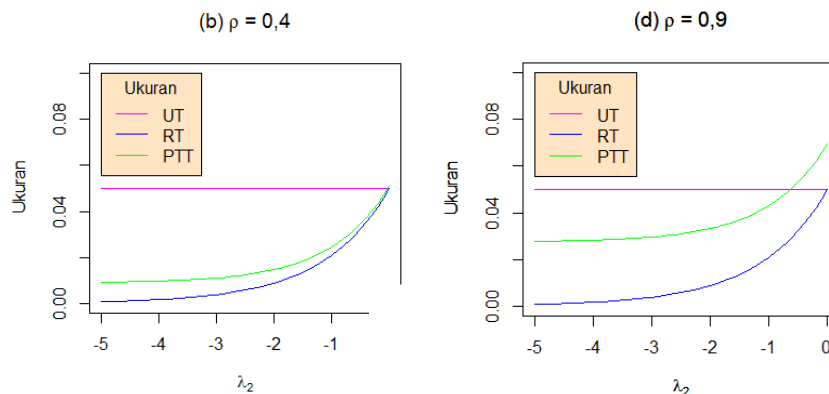 (b) ρ = 0,4
Ukuran
UT
RT
PTT
Ukuran
0.00
0.04
0.08
-5
-4
-3
-2
-1
λ2
(d) ρ = 0,9
Ukuran
UT
RT
PTT
Ukuran
0.00
0.04
0.08
-5
-4
-3
-2
-1
0
λ2